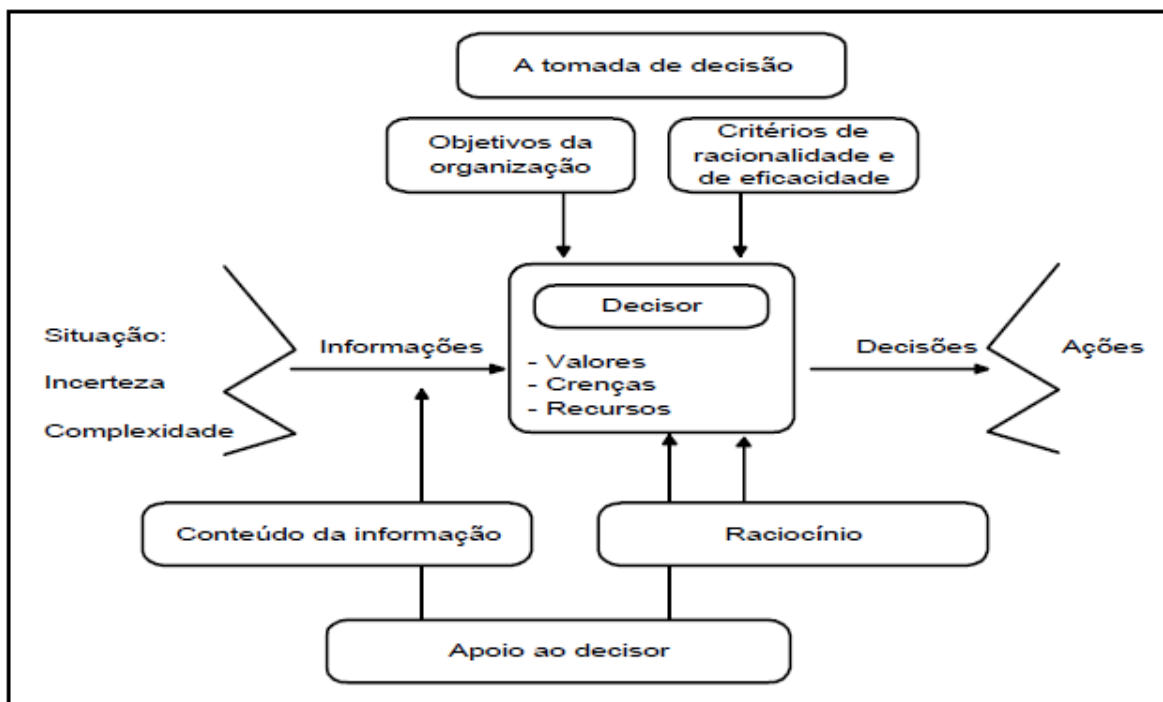 A tomada de decisão
Objetivos da
organização
Critérios de
racionalidade e
de eficacidade
Decisor
Situação:
Informações
- Valores
Decisões
Ações
Incerteza
- Crenças
- Recursos
Complexidade
Conteúdo da informação
Raciocínio
Apoio ao decisor